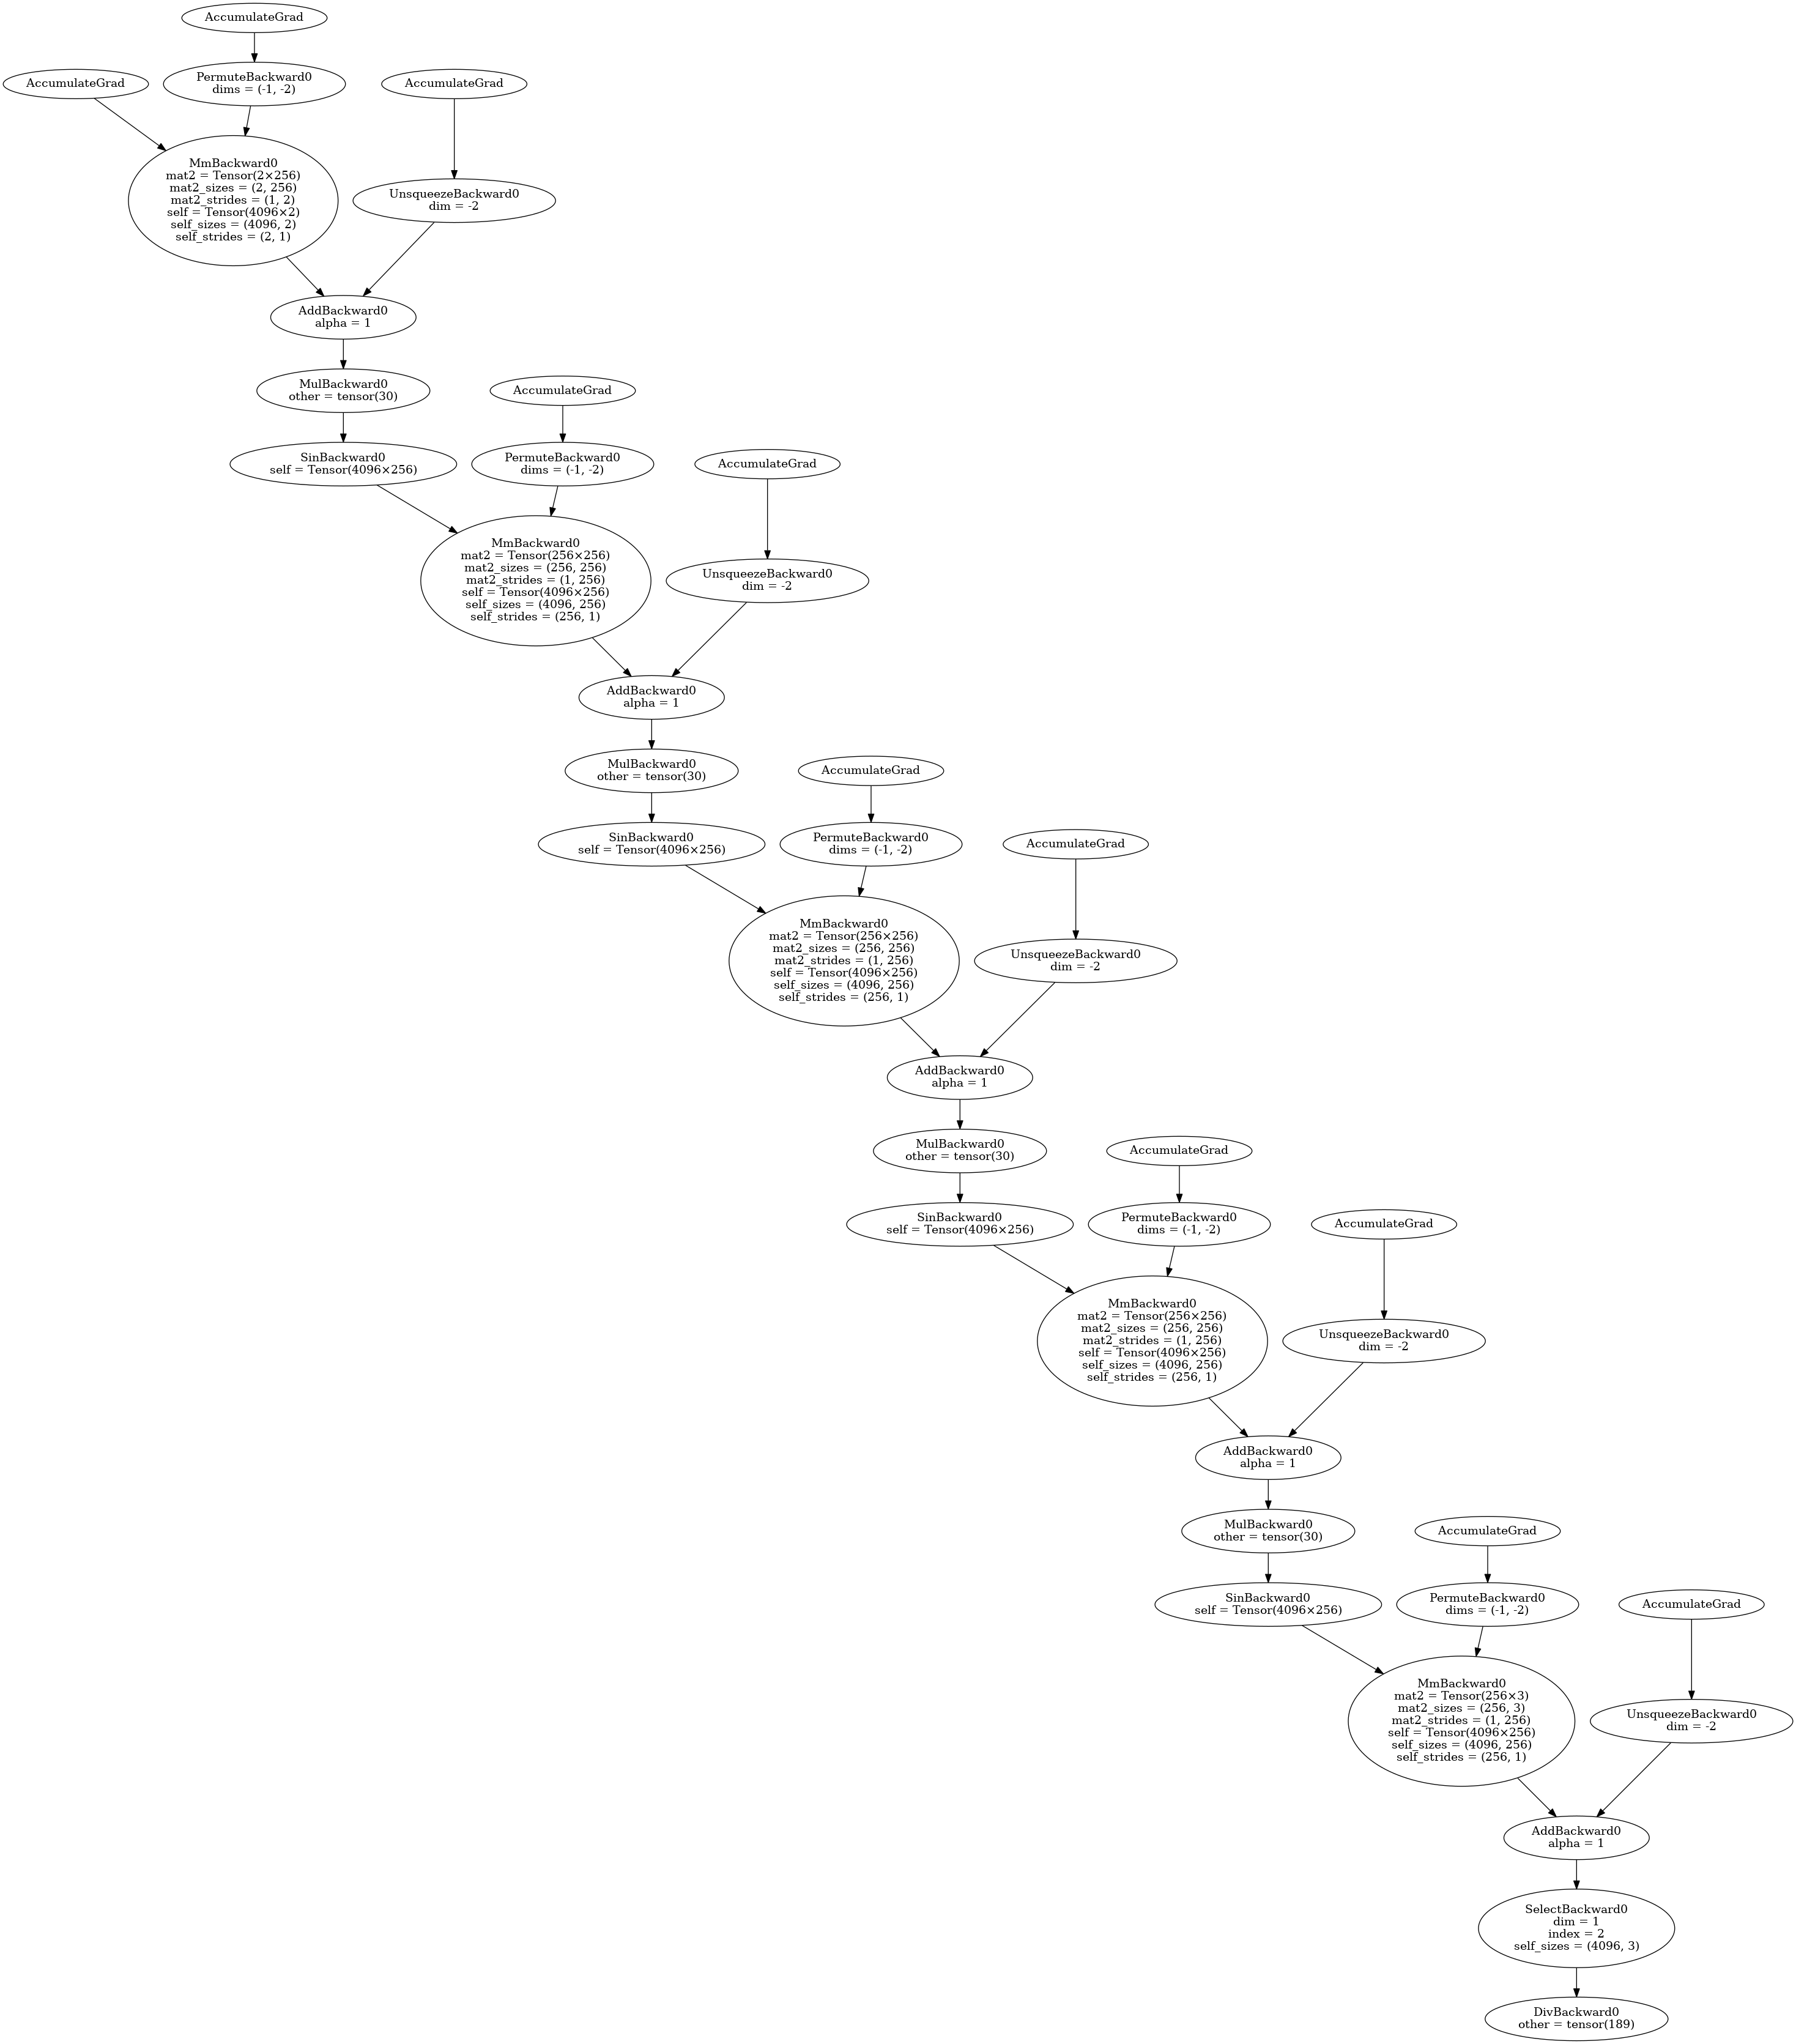 AccumulateGrad
AccumulateGrad
PermuteBackward0
dims = (-1, -2)
AccumulateGrad
MmBackward0
mat2 = Tensor(2×256)
mat2_sizes = (2, 256)
mat2_strides = (1, 2)
self = Tensor(4096×2)
self_sizes = (4096, 2)
self_strides = (2, 1)
UnsqueezeBackward0
dim = -2
AddBackward0
alpha = 1
MulBackward0
other = tensor(30)
AccumulateGrad
SinBackward0
self = Tensor(4096×256)
PermuteBackward0
dims = (-1, -2)
AccumulateGrad
MmBackward0
mat2 = Tensor(256×256)
mat2_sizes = (256, 256)
mat2_strides = (1, 256)
self = Tensor(4096×256)
self_sizes = (4096, 256)
self_strides = (256, 1)
UnsqueezeBackward0
dim = -2
AddBackward0
alpha = 1
MulBackward0
other = tensor(30)
AccumulateGrad
SinBackward0
self = Tensor(4096×256)
PermuteBackward0
dims = (-1, -2)
AccumulateGrad
MmBackward0
mat2 = Tensor(256×256)
mat2_sizes = (256, 256)
mat2_strides = (1, 256)
self = Tensor(4096×256)
self_sizes = (4096, 256)
self_strides = (256, 1)
UnsqueezeBackward0
dim = -2
AddBackward0
alpha = 1
MulBackward0
other = tensor(30)
AccumulateGrad
SinBackward0
self = Tensor(4096×256)
PermuteBackward0
dims = (-1, -2)
AccumulateGrad
MmBackward0
mat2 = Tensor(256×256)
mat2_sizes = (256, 256)
mat2_strides = (1, 256)
self = Tensor(4096×256)
self_sizes = (4096, 256)
self_strides = (256, 1)
UnsqueezeBackward0
dim = -2
AddBackward0
alpha = 1
MulBackward0
other = tensor(30)
AccumulateGrad
SinBackward0
self = Tensor(4096×256)
PermuteBackward0
dims = (-1, -2)
AccumulateGrad
MmBackward0
mat2 = Tensor(256×3)
mat2_sizes = (256, 3)
mat2_strides = (1, 256)
self = Tensor(4096×256)
self_sizes = (4096, 256)
self_strides = (256, 1)
UnsqueezeBackward0
dim = -2
AddBackward0
alpha = 1
SelectBackward0
dim = 1
index = 2
self_sizes = (4096, 3)
DivBackward0
other = tensor(189)